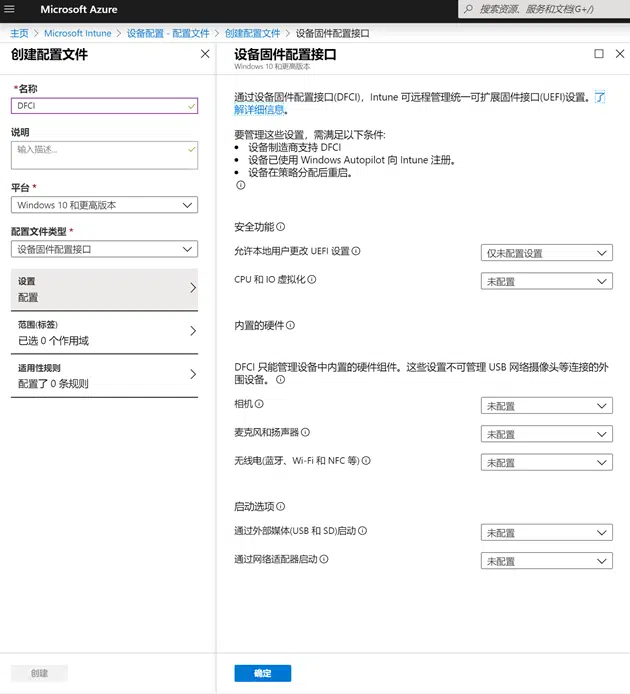 Microsoft Azure
搜索资源、服务和文档(G+/)
主页 > Microsoft Intune > 设备配置 - 配置文件 > 创建配置文件 > 设备固件配置接口
创建配置文件
*名称
DFCI
说明
输入描述...
平台 *
Windows 10 和更高版本
配置文件类型 *
设备固件配置接口
设置
配置
范围(标签)
已选 0 个作用域
适用性规则
配置了 0 条规则
创建
设备固件配置接口
Windows 10 和更高版本
通过设备固件配置接口(DFCI)，Intune 可远程管理统一可扩展固件接口(UEFI)设置。了
解详细信息。
要管理这些设置，需满足以下条件:
• 设备制造商支持 DFCI
• 设备已使用 Windows Autopilot 向 Intune 注册。
• 设备在策略分配后重启。
安全功能
允许本地用户更改 UEFI 设置
仅未配置设置
CPU 和 IO 虚拟化
未配置
内置的硬件
DFCI 只能管理设备中内置的硬件组件。这些设置不可管理 USB 网络摄像头等连接的外
围设备。
相机
未配置
麦克风和扬声器
未配置
无线电(蓝牙、Wi-Fi 和 NFC 等)
未配置
启动选项
通过外部媒体(USB 和 SD)启动
未配置
通过网络适配器启动
未配置
确定